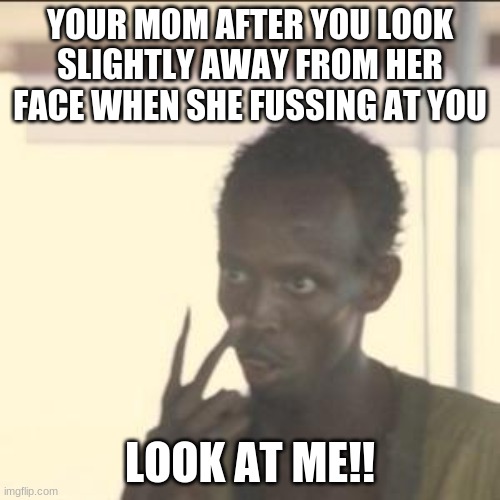 YOUR MOM AFTER YOU LOOK
SLIGHTLY AWAY FROM HER
FACE WHEN SHE FUSSING AT YOU
LOOK AT ME!!
imgflip.com